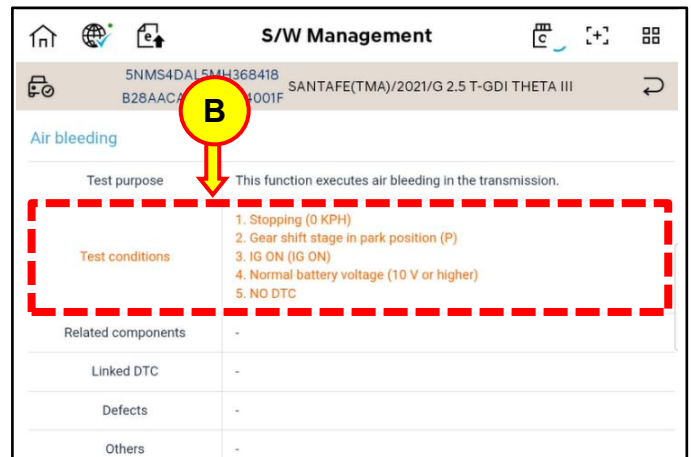 S/W Management
5NMS4DAL5MH368418
SANTAFE(TMA)/2021/G 2.5 T-GDI THETA III
B28AACA 4001F
B
Air bleeding
Test purpose This function executes air bleeding in the transmission.
Test conditions
1. Stopping (0 KPH)
2. Gear shift stage in park position (P)
3. IG ON (IG ON)
4. Normal battery voltage (10 V or higher)
5. NO DTC
Related components -
Linked DTC -
Defects -
Others -